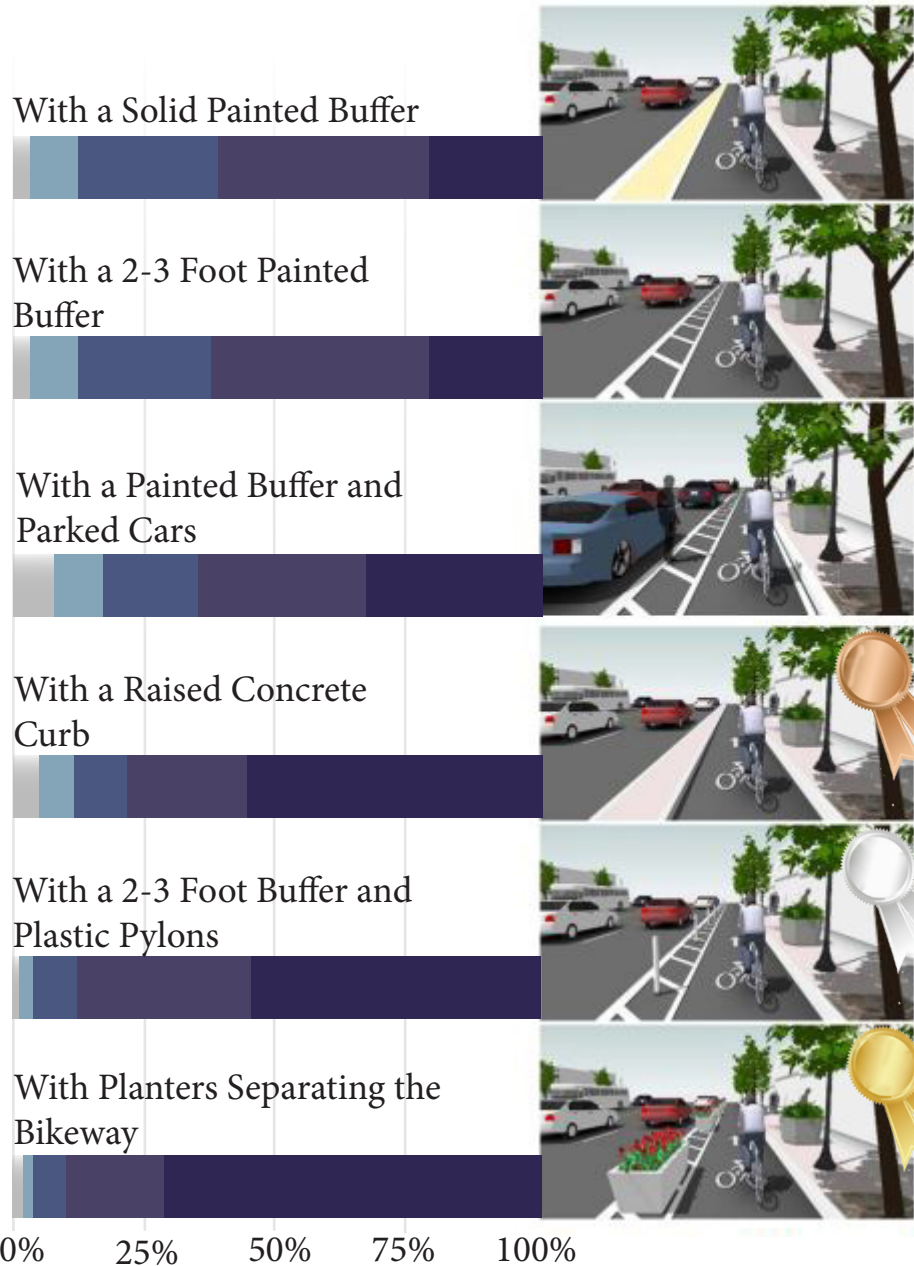 With a Solid Painted Buffer
With a 2-3 Foot Painted
Buffer
With a Painted Buffer and
Parked Cars
With a Raised Concrete
Curb
With a 2-3 Foot Buffer and
Plastic Pylons
With Planters Separating the
Bikeway
0% 25% 50% 75% 100%